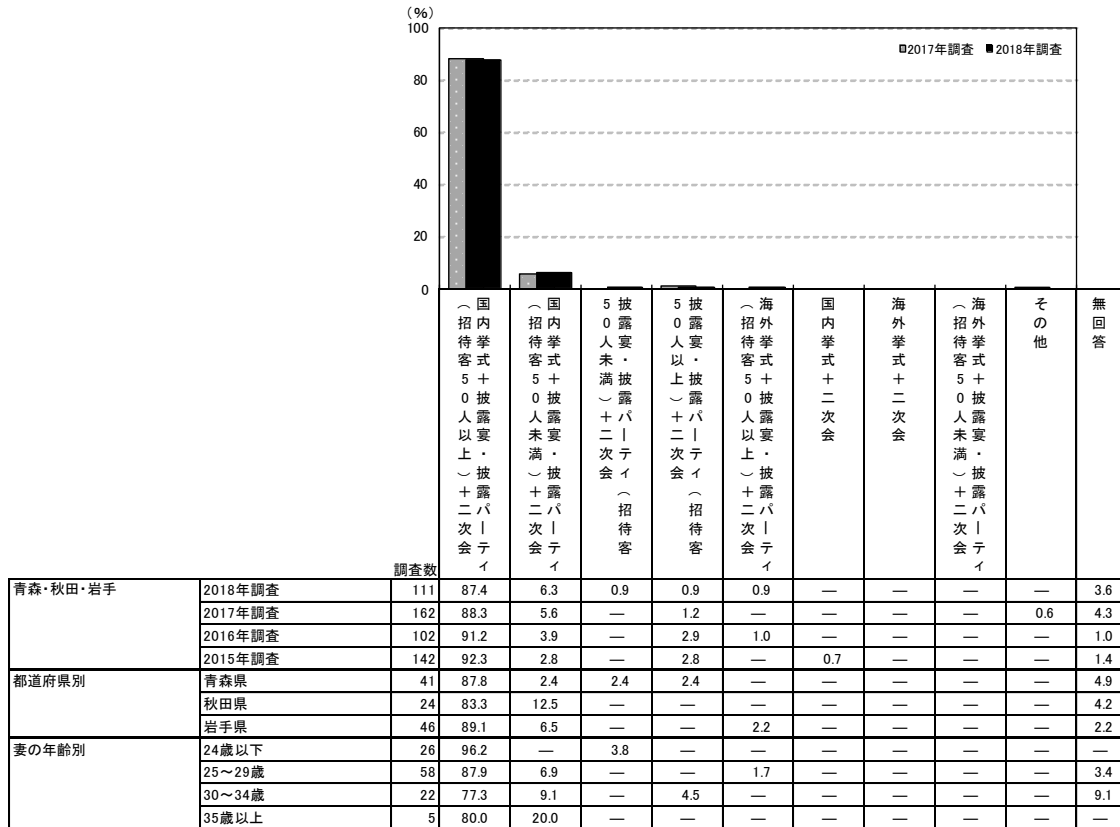 (%)
100
80
60
40
20
0
2017年調査 2018年調査
国内挙式＋披露宴・披露パーティ（招待客５０人以上）＋二次会
国内挙式＋披露宴・披露パーティ（招待客５０人未満）＋二次会
披露宴・披露パーティ（招待客５０人未満）＋二次会
披露宴・披露パーティ（招待客５０人以上）＋二次会
海外挙式＋披露宴・披露パーティ（招待客５０人以上）＋二次会
国内挙式＋二次会
海外挙式＋二次会
海外挙式＋披露宴・披露パーティ（招待客５０人未満）＋二次会
その他
無回答
調査数
青森・秋田・岩手 2018年調査 111 87.4 6.3 0.9 0.9 0.9 ― ― ― ― 3.6
2017年調査 162 88.3 5.6 ― 1.2 ― ― ― ― 0.6 4.3
2016年調査 102 91.2 3.9 ― 2.9 1.0 ― ― ― ― 1.0
2015年調査 142 92.3 2.8 ― 2.8 ― 0.7 ― ― ― 1.4
都道府県別 青森県 41 87.8 2.4 2.4 2.4 ― ― ― ― ― 4.9
秋田県 24 83.3 12.5 ― ― ― ― ― ― ― 4.2
岩手県 46 89.1 6.5 ― ― 2.2 ― ― ― ― 2.2
妻の年齢別 24歳以下 26 96.2 ― 3.8 ― ― ― ― ― ― ―
25～29歳 58 87.9 6.9 ― ― 1.7 ― ― ― ― 3.4
30～34歳 22 77.3 9.1 ― 4.5 ― ― ― ― ― 9.1
35歳以上 5 80.0 20.0 ― ― ― ― ― ― ― ―